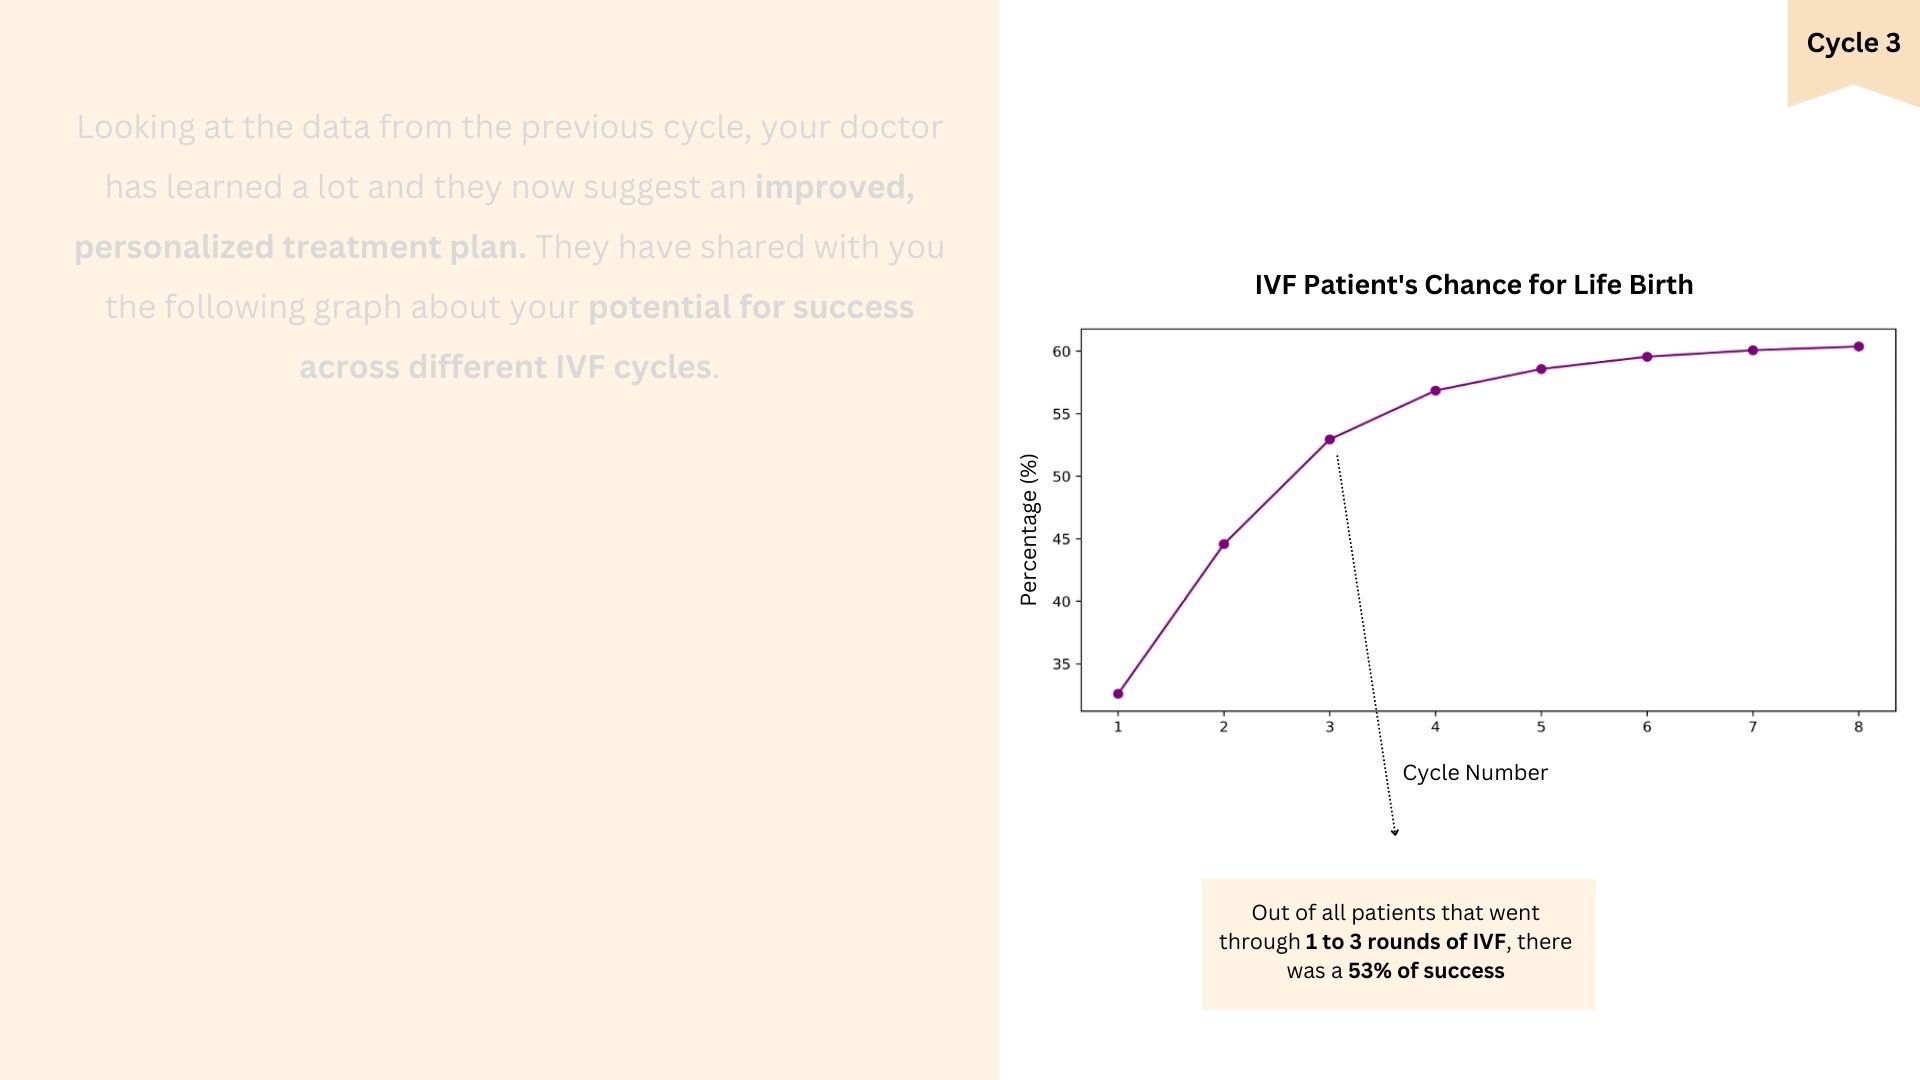 Cycle 3
Looking at the data from the previous cycle, your doctor
has learned a lot and they now suggest an improved,
personalized treatment plan. They have shared with you
the following graph about your potential for success
across different IVF cycles.
IVF Patient's Chance for Life Birth
Percentage (%)
60
55
50
45
40
35
1 2 3 4 5 6 7 8
Cycle Number
Out of all patients that went
through 1 to 3 rounds of IVF, there
was a 53% of success